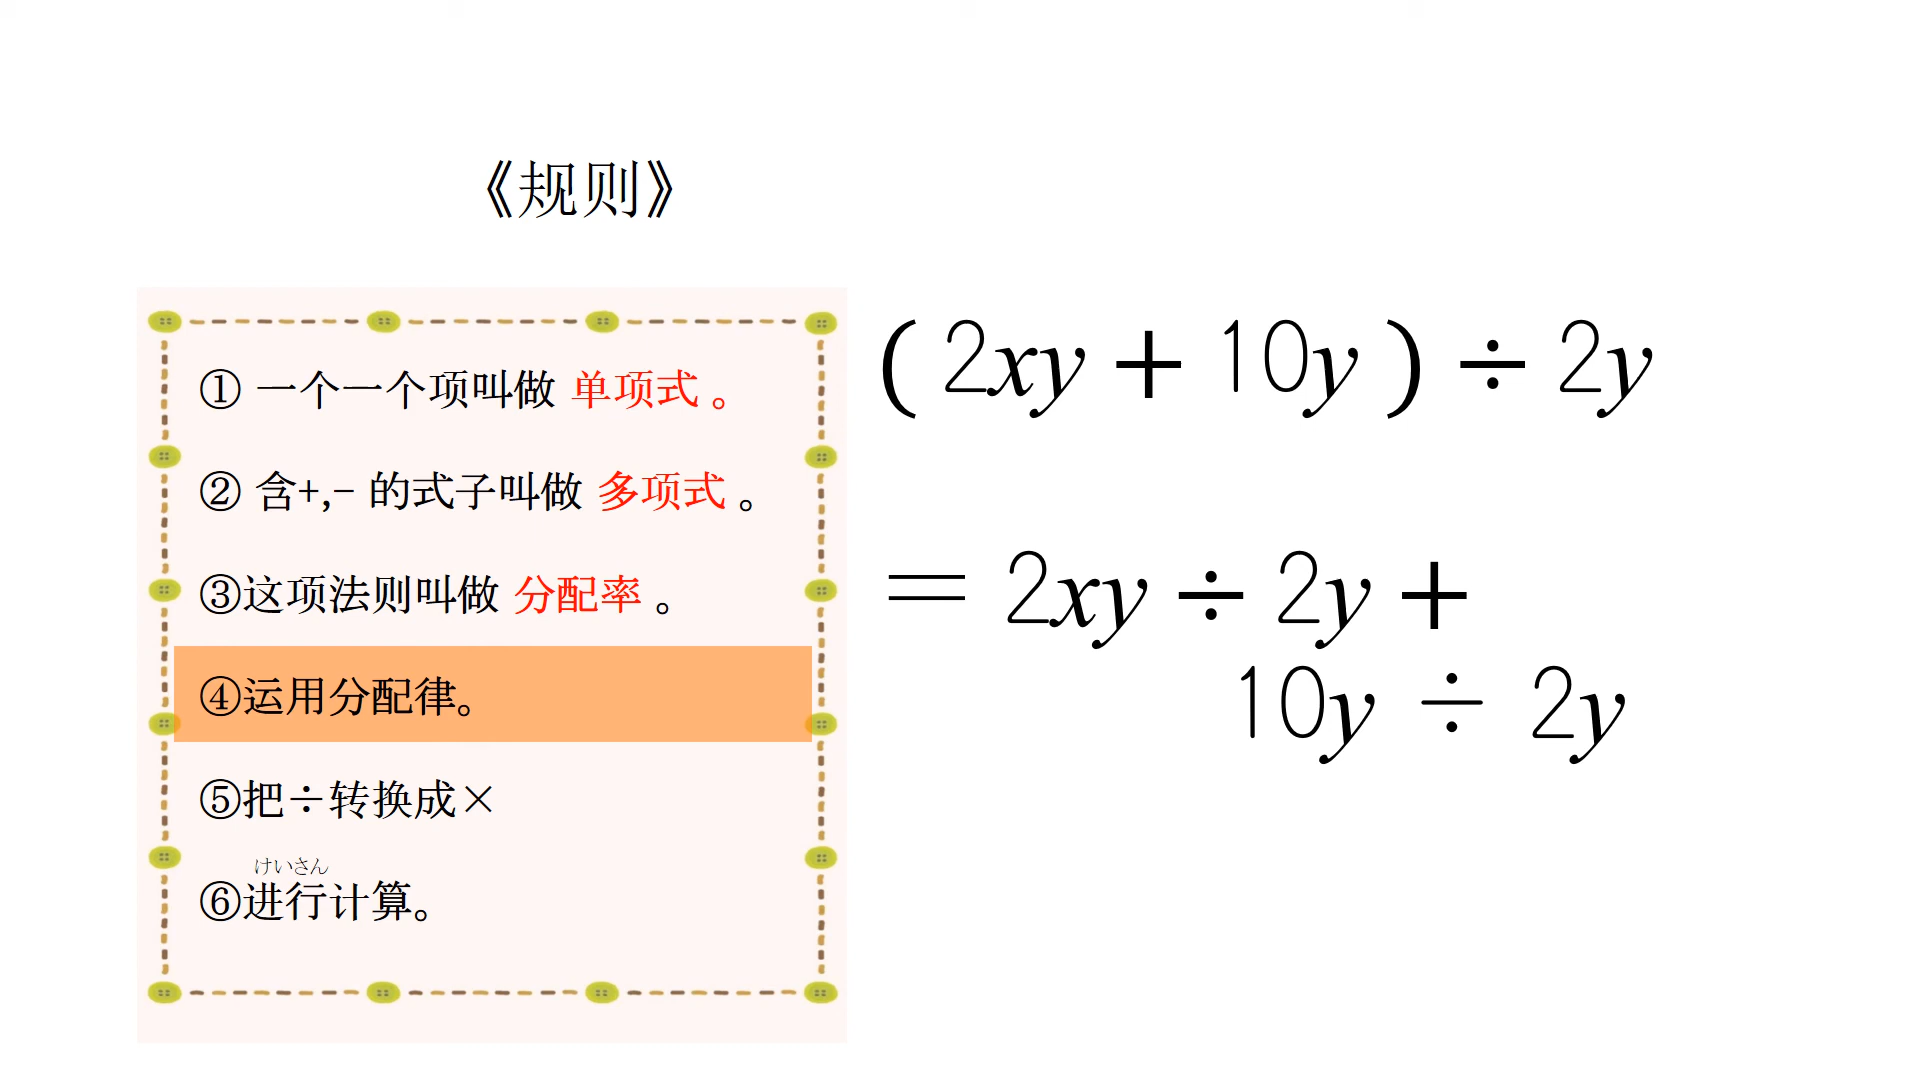 《规则》
① 一个一个项叫做 单项式 。
② 含+,− 的式子叫做 多项式 。
③这项法则叫做 分配率 。
④运用分配律。
⑤把÷转换成×
けいさん
⑥进行计算。
( 2xy + 10y ) ÷ 2y
= 2xy ÷ 2y +
10y ÷ 2y